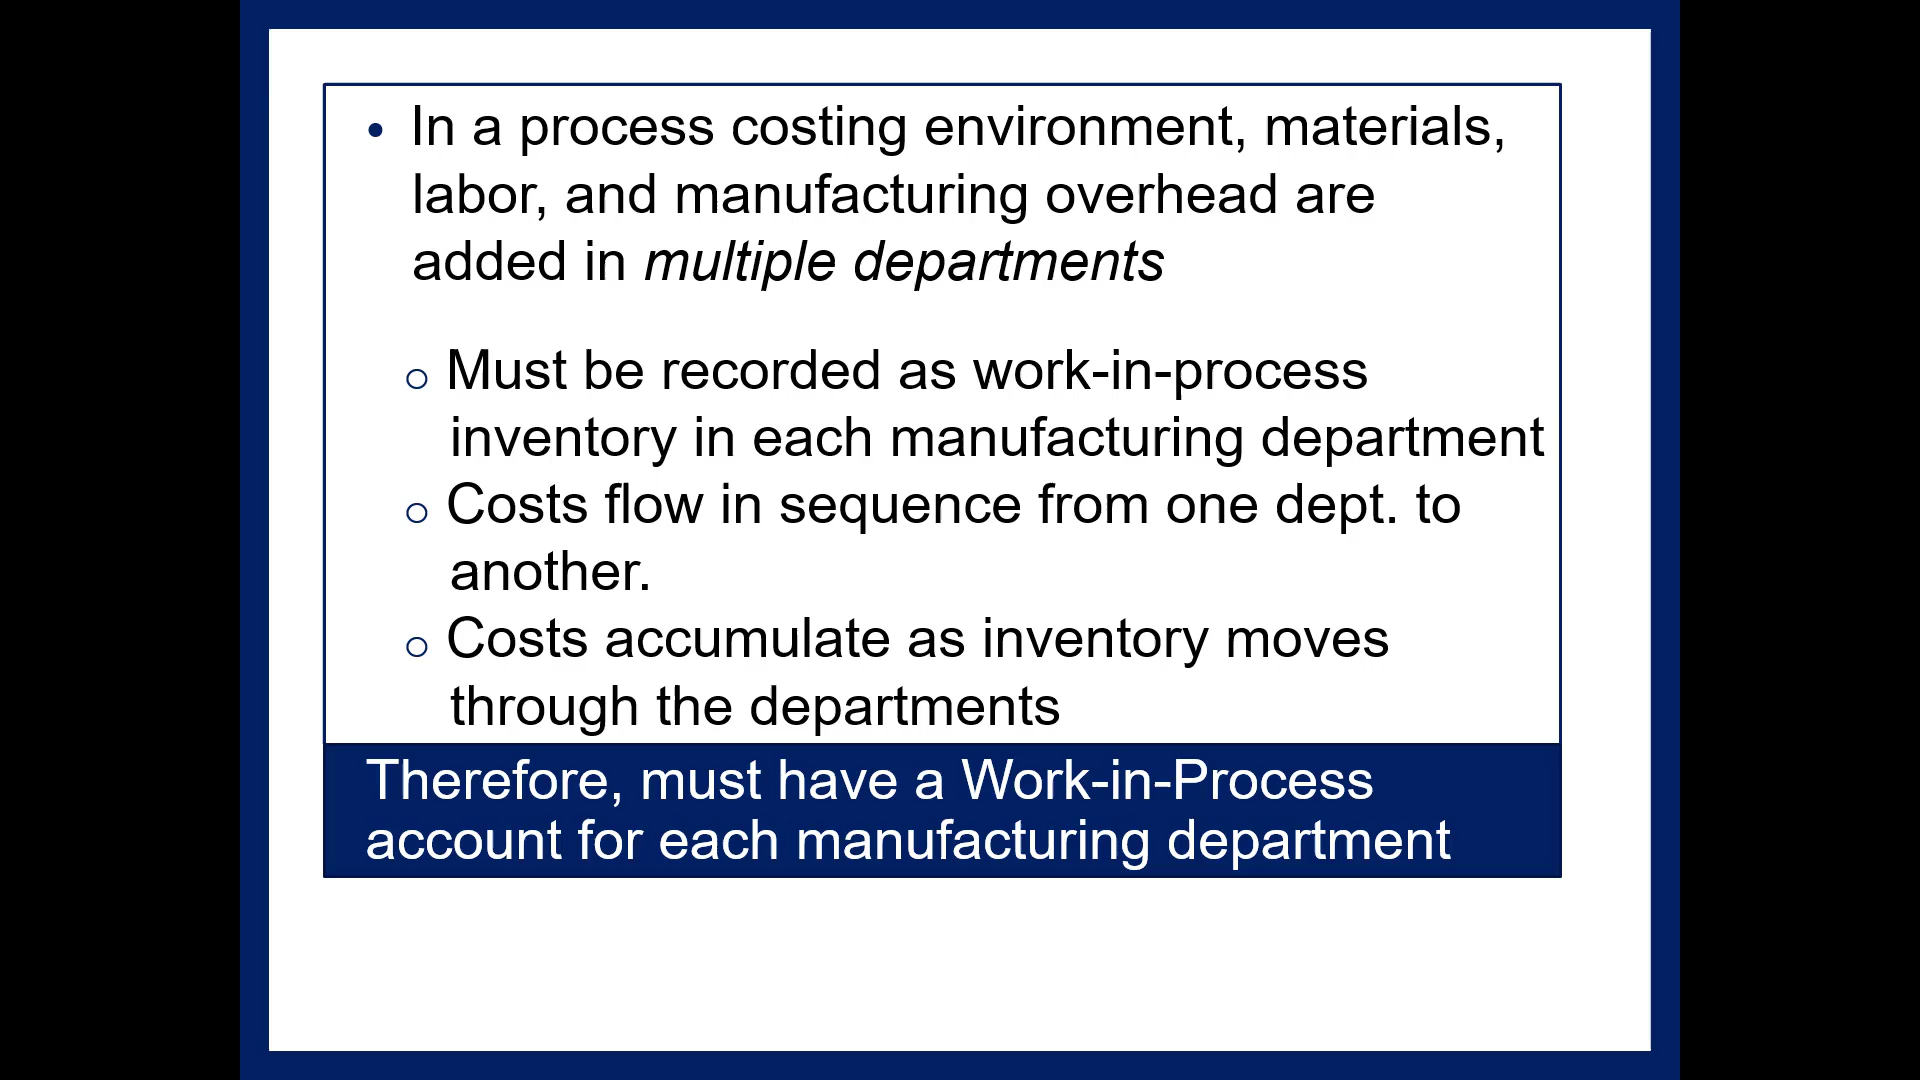 • In a process costing environment, materials,
labor, and manufacturing overhead are
added in multiple departments
o Must be recorded as work-in-process
inventory in each manufacturing department
o Costs flow in sequence from one dept. to
another.
o Costs accumulate as inventory moves
through the departments
Therefore, must have a Work-in-Process
account for each manufacturing department